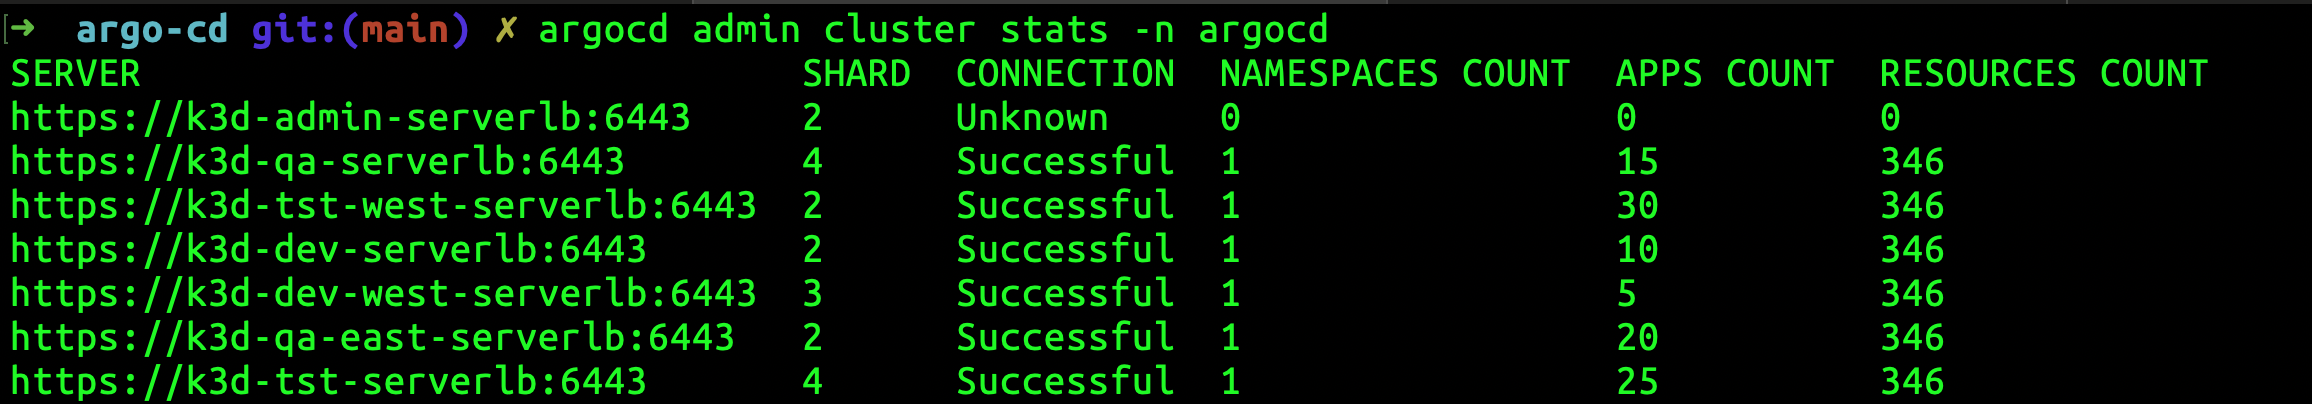 ➜ argo-cd git:(main) ✗ argocd admin cluster stats -n argocd
SERVER SHARD CONNECTION NAMESPACES COUNT APPS COUNT RESOURCES COUNT
https://k3d-admin-serverlb:6443 2 Unknown 0 0 0
https://k3d-qa-serverlb:6443 4 Successful 1 15 346
https://k3d-tst-west-serverlb:6443 2 Successful 1 30 346
https://k3d-dev-serverlb:6443 2 Successful 1 10 346
https://k3d-dev-west-serverlb:6443 3 Successful 1 5 346
https://k3d-qa-east-serverlb:6443 2 Successful 1 20 346
https://k3d-tst-serverlb:6443 4 Successful 1 25 346